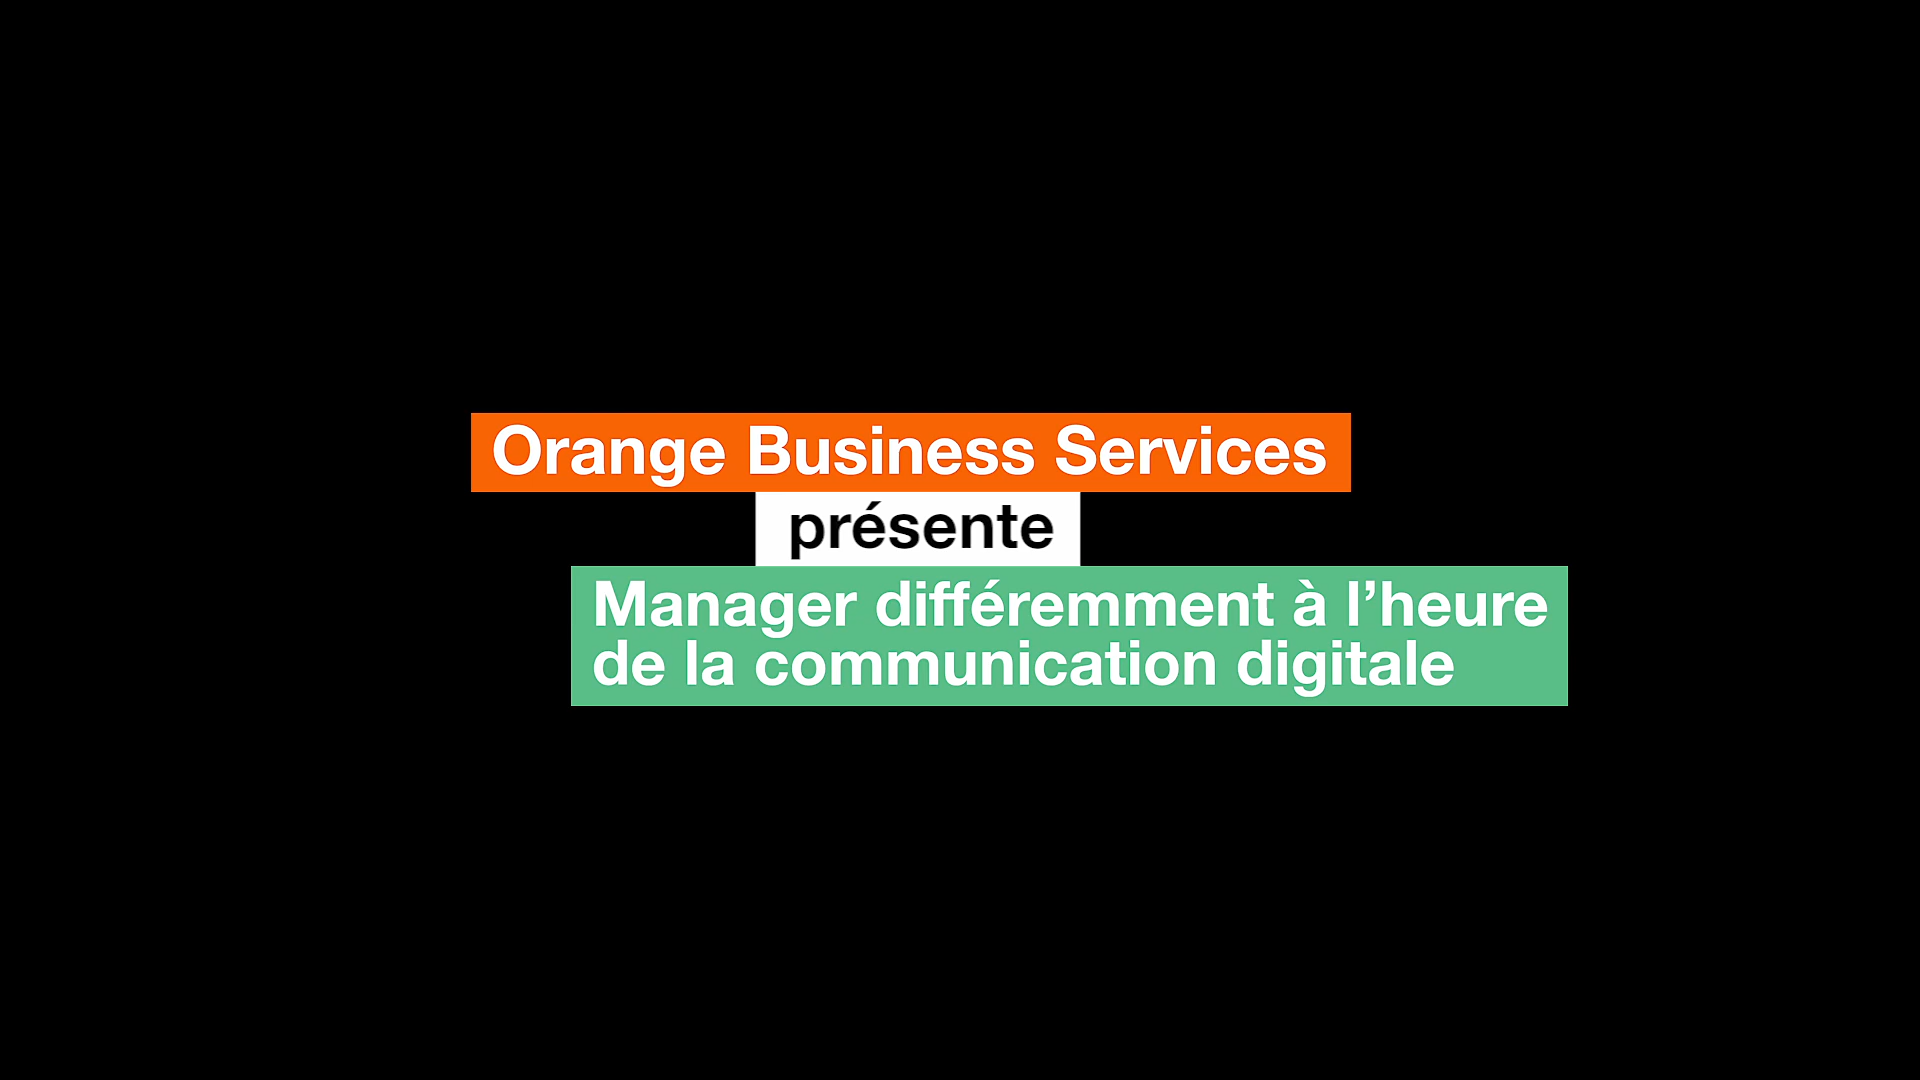 Orange Business Services
présente
Manager différemment à l’heure
de la communication digitale